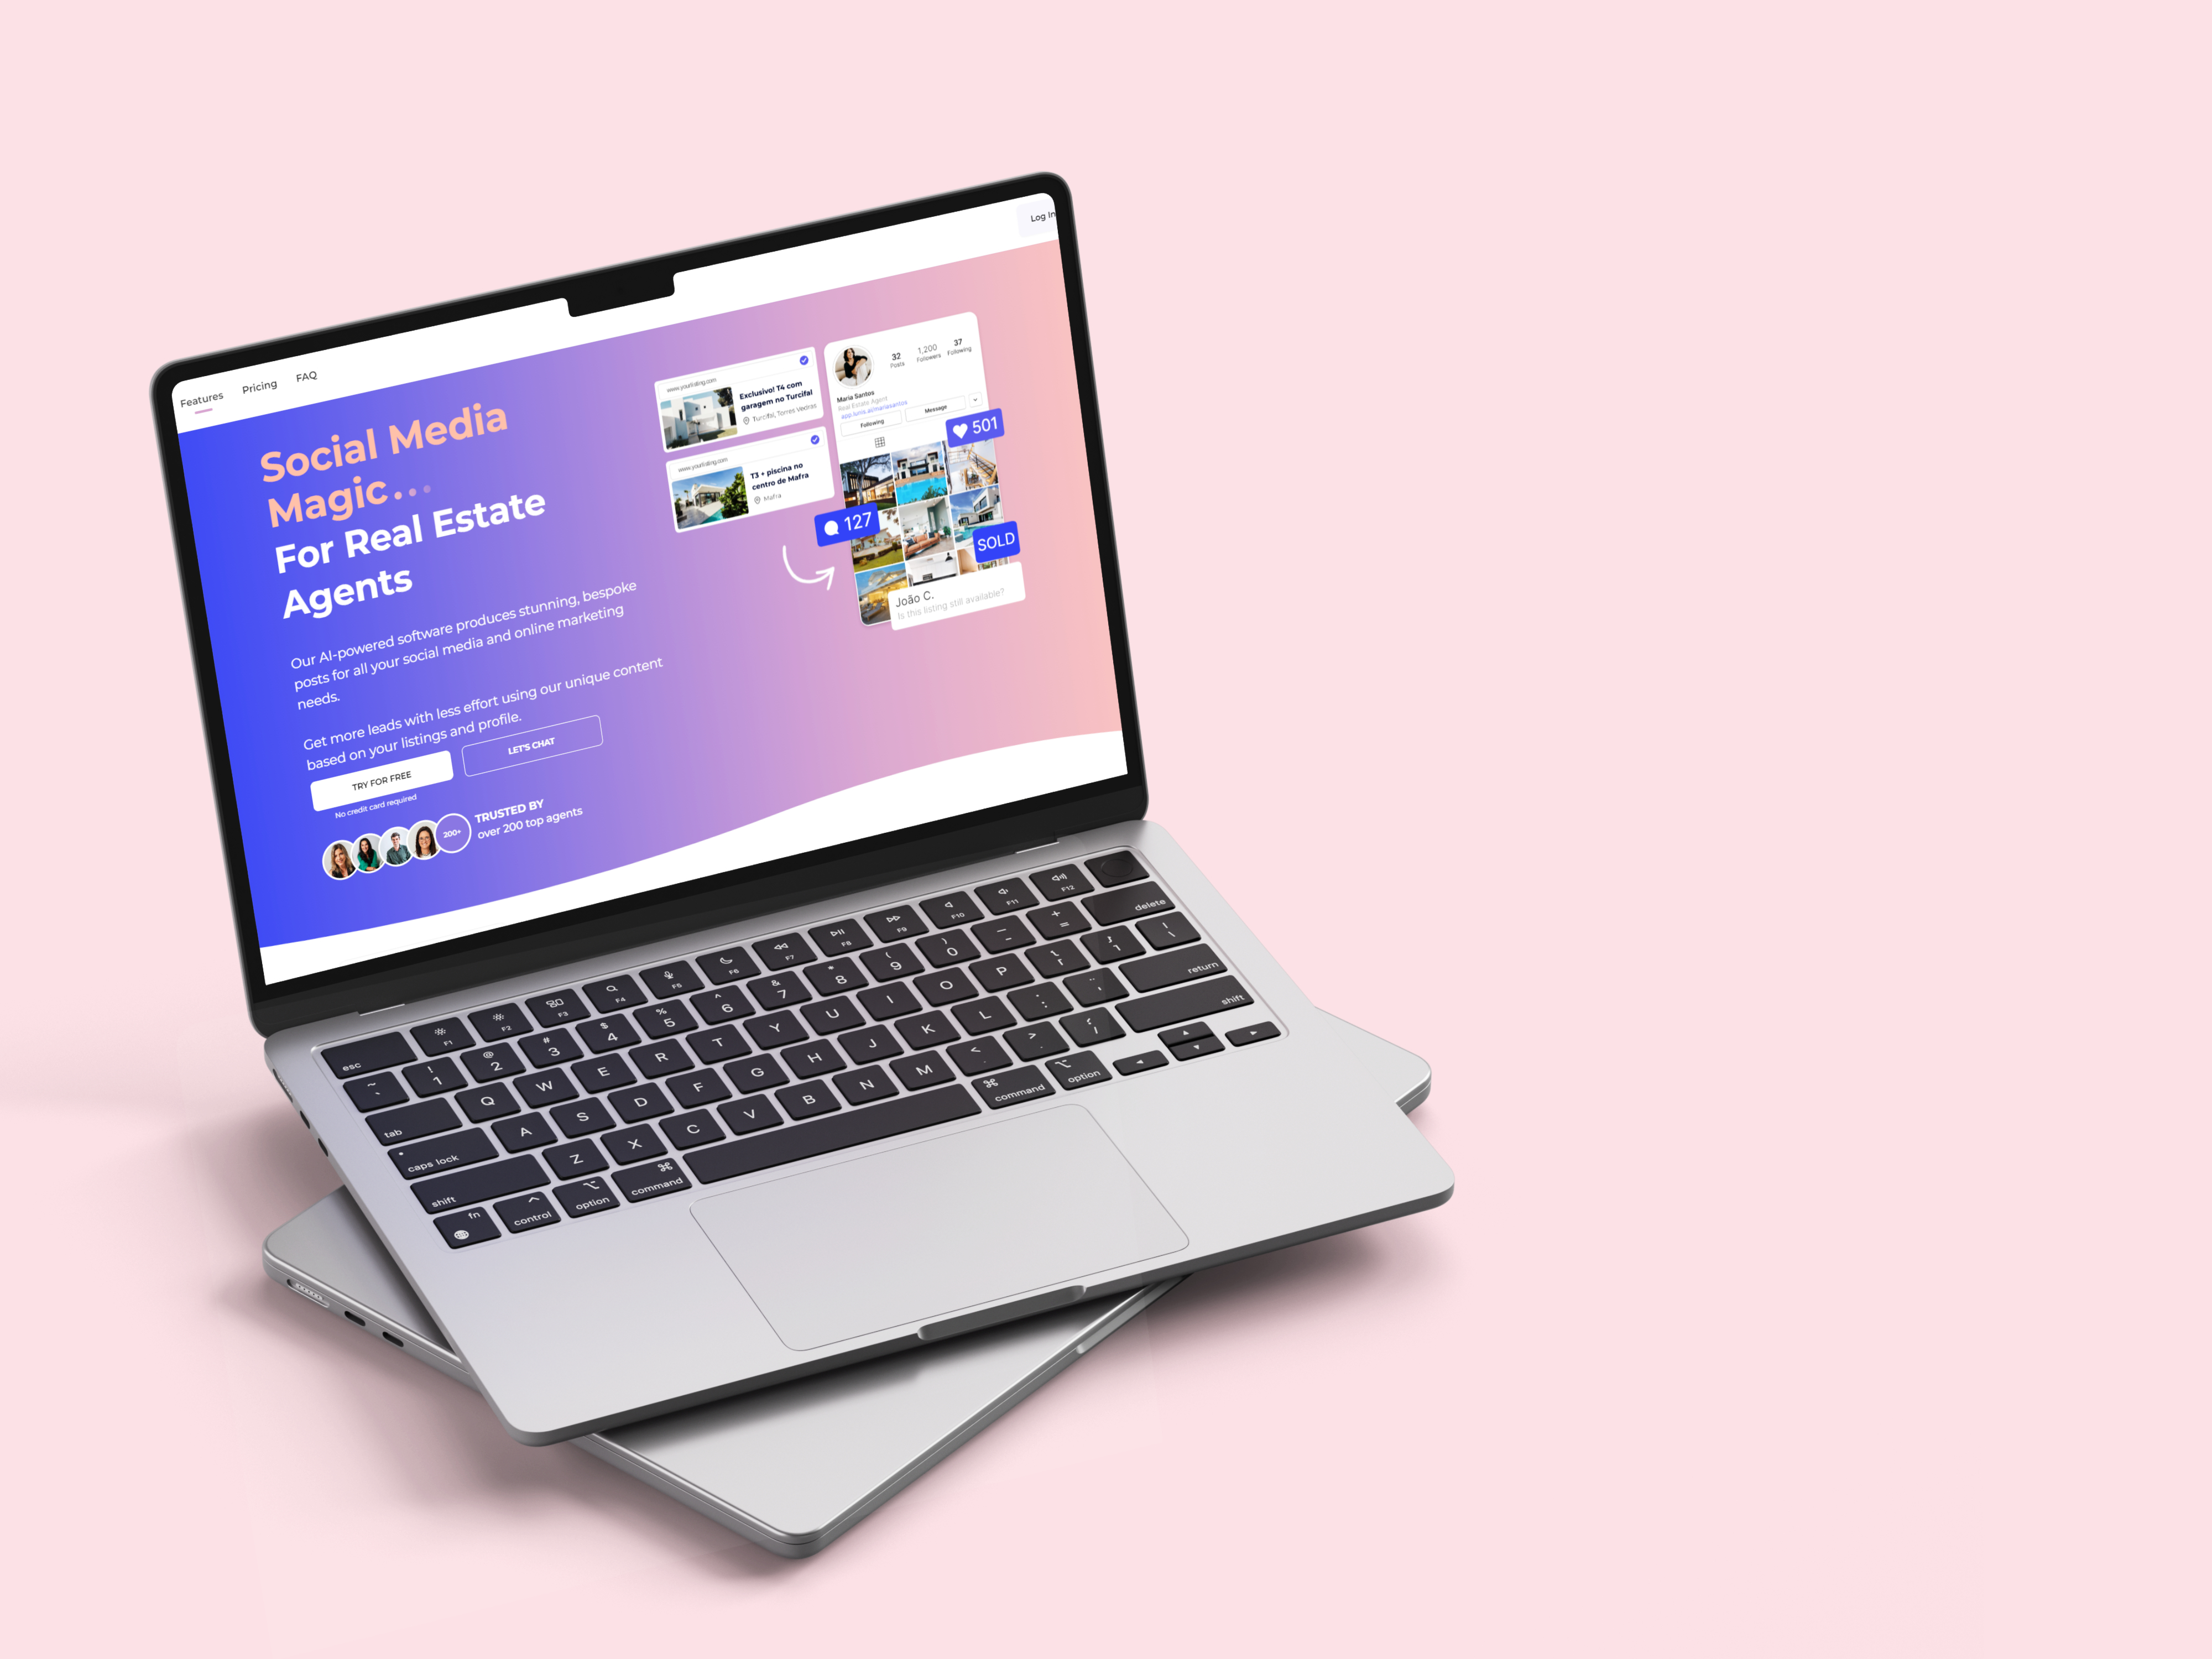 Features Pricing FAQ Log In
Social Media
Magic...
For Real Estate
Agents
Our AI-powered software produces stunning, bespoke
posts for all your social media and online marketing
needs.
Get more leads with less effort using our unique content
based on your listings and profile.
TRY FOR FREE
LET'S CHAT
No credit card required
200+
TRUSTED BY
over 200 top agents
www.yourlisting.com
Exclusivo! T4 com
garagem no Turcifal
Turcifal, Torres Vedras
www.yourlisting.com
T3 + piscina no
centro de Mafra
Mafra
32 1,200 37
Posts Followers Following
Maria Santos
Real Estate Agent
app.lunis.ai/mariasantos
Following Message
501
127
SOLD
João C.
Is this listing still available?
esc F1 F2 F3 F4 F5 F6 F7 F8 F9 F10 F11 F12
~ ! @ # $ % ^ & * ( ) _ +
` 1 2 3 4 5 6 7 8 9 0 - = delete
tab Q W E R T Y U I O P
caps lock A S D F G H J K L : ; return
shift Z X C V B N M < > shift
fn control option command command option